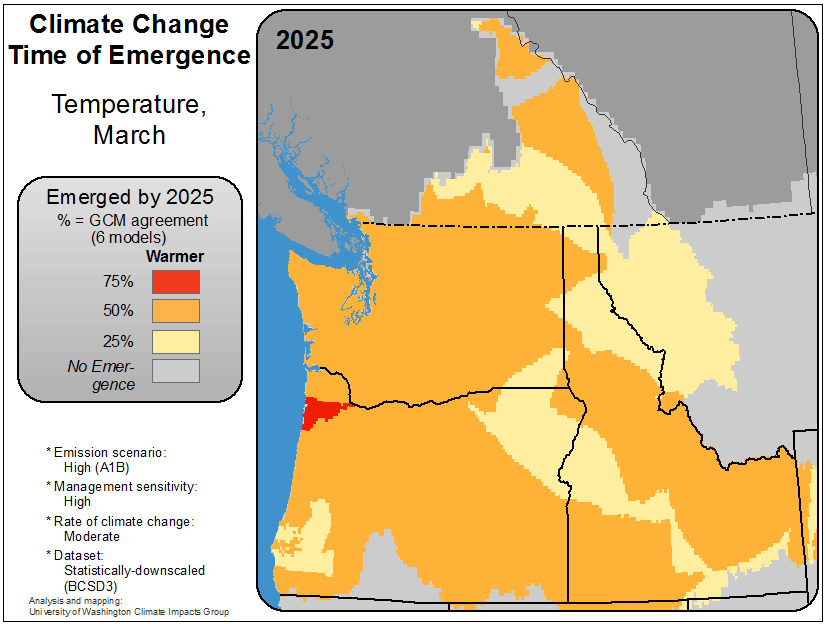 Climate Change
Time of Emergence
Temperature,
March
2025
Emerged by 2025
% = GCM agreement
(6 models)
Warmer
75%
50%
25%
No Emer-
gence
* Emission scenario:
High (A1B)
* Management sensitivity:
High
* Rate of climate change:
Moderate
* Dataset:
Statistically-downscaled
(BCSD3)
Analysis and mapping:
University of Washington Climate Impacts Group